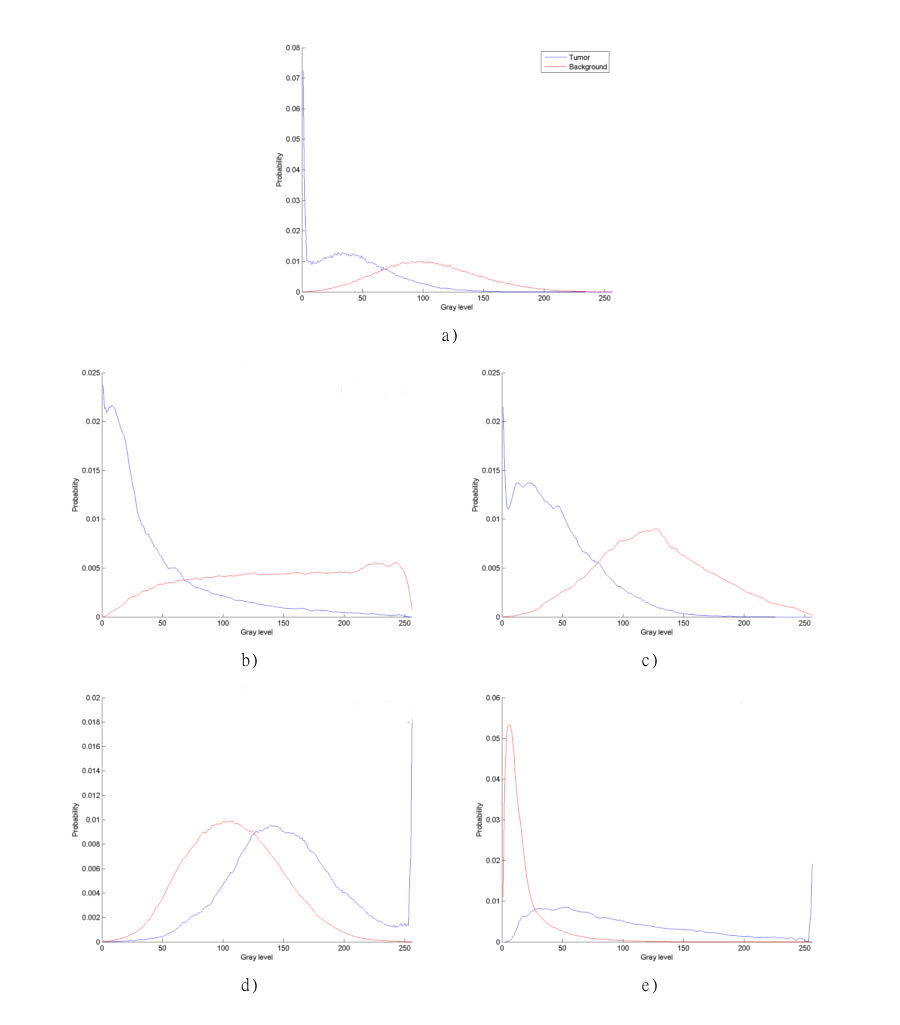 0.08
Tumor
Background
0.07
0.06
0.05
0.04
0.03
0.02
0.01
0
Probability
0 50 100 150 200 250
Gray level
a)
0.025
0.02
0.015
0.01
0.005
0
Probability
0 50 100 150 200 250
Gray level
b)
0.025
0.02
0.015
0.01
0.005
0
Probability
0 50 100 150 200 250
Gray level
c)
0.02
0.018
0.016
0.014
0.012
0.01
0.008
0.006
0.004
0.002
0
Probability
0 50 100 150 200 250
Gray level
d)
0.06
0.05
0.04
0.03
0.02
0.01
0
Probability
0 50 100 150 200 250
Gray level
e)